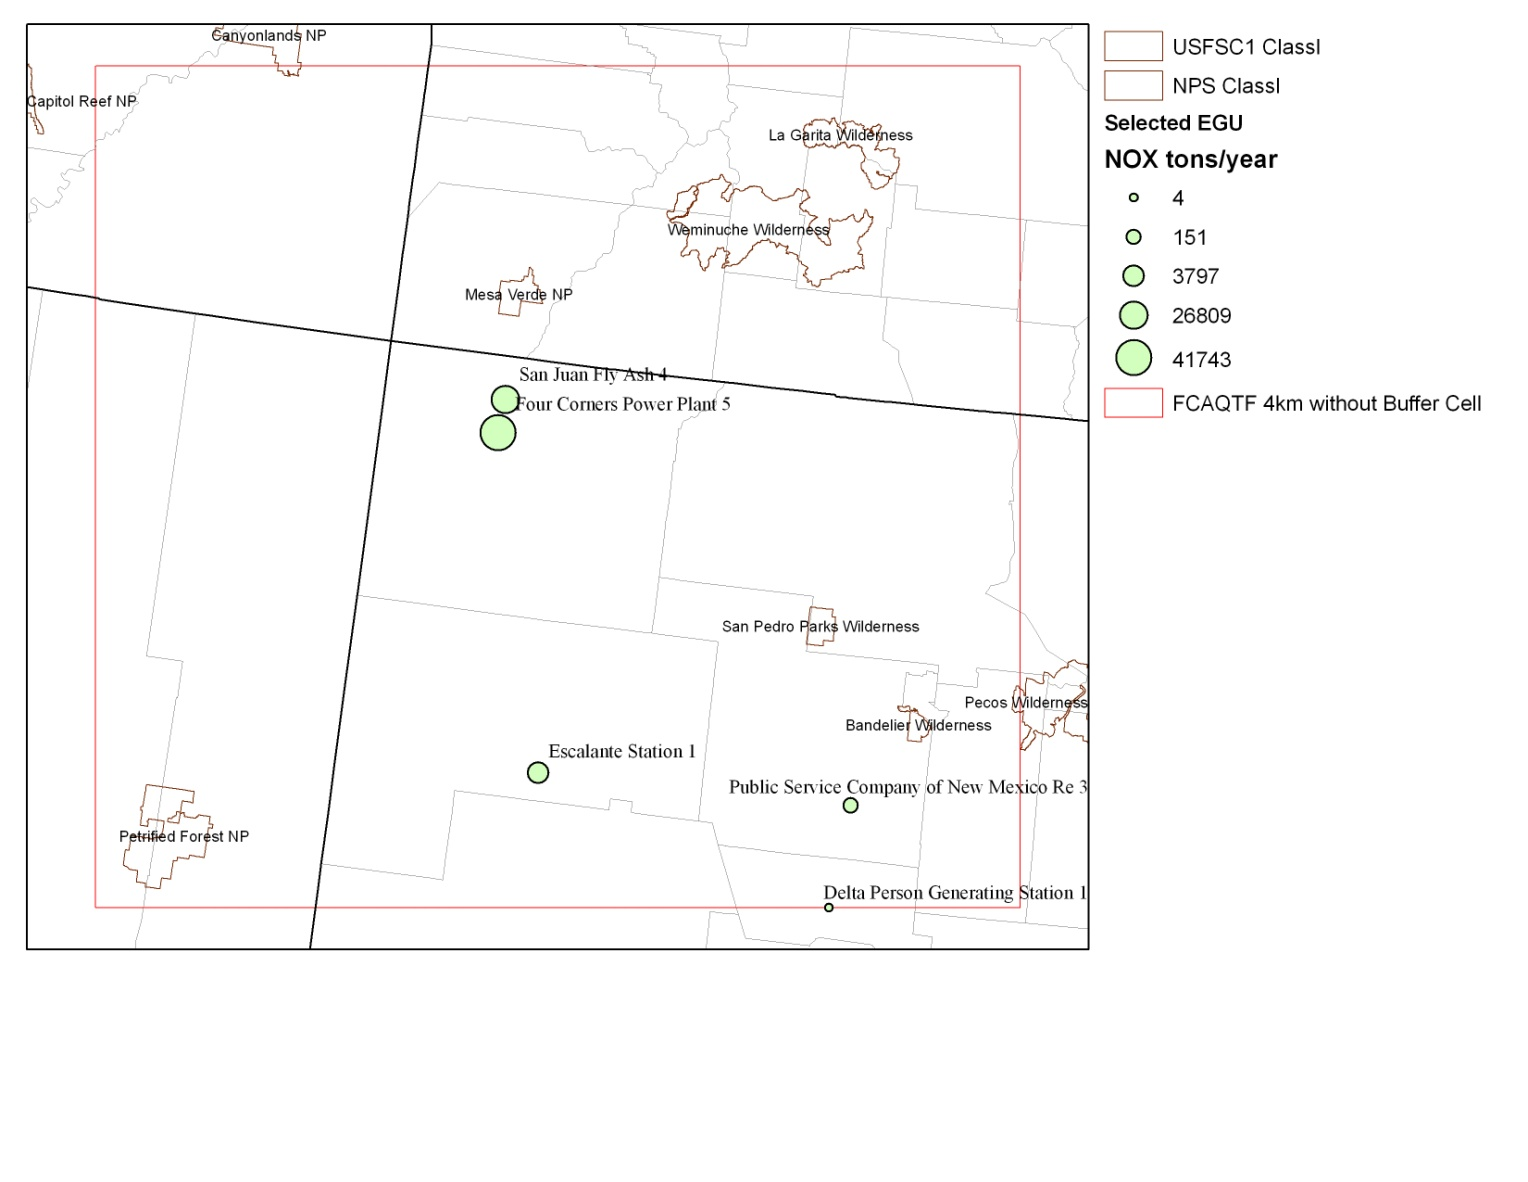 Canyonlands NP
Capitol Reef NP
La Garita Wilderness
Weminuche Wilderness
Mesa Verde NP
San Juan Fly Ash 4
Four Corners Power Plant 5
San Pedro Parks Wilderness
Pecos Wilderness
Bandelier Wilderness
Escalante Station 1
Public Service Company of New Mexico Re 3
Petrified Forest NP
Delta Person Generating Station 1
USFSC1 ClassI
NPS ClassI
Selected EGU
NOX tons/year
4
151
3797
26809
41743
FCAQTF 4km without Buffer Cell